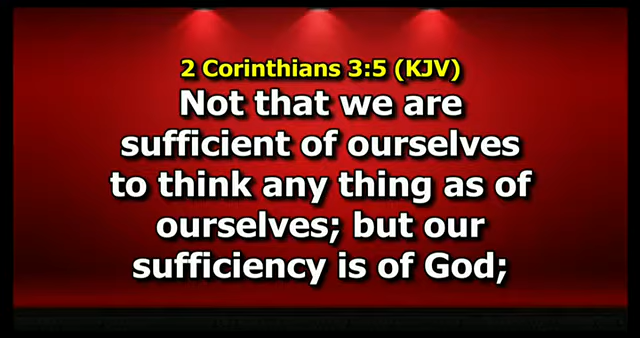 2 Corinthians 3:5 (KJV)
Not that we are
sufficient of ourselves
to think any thing as of
ourselves; but our
sufficiency is of God;